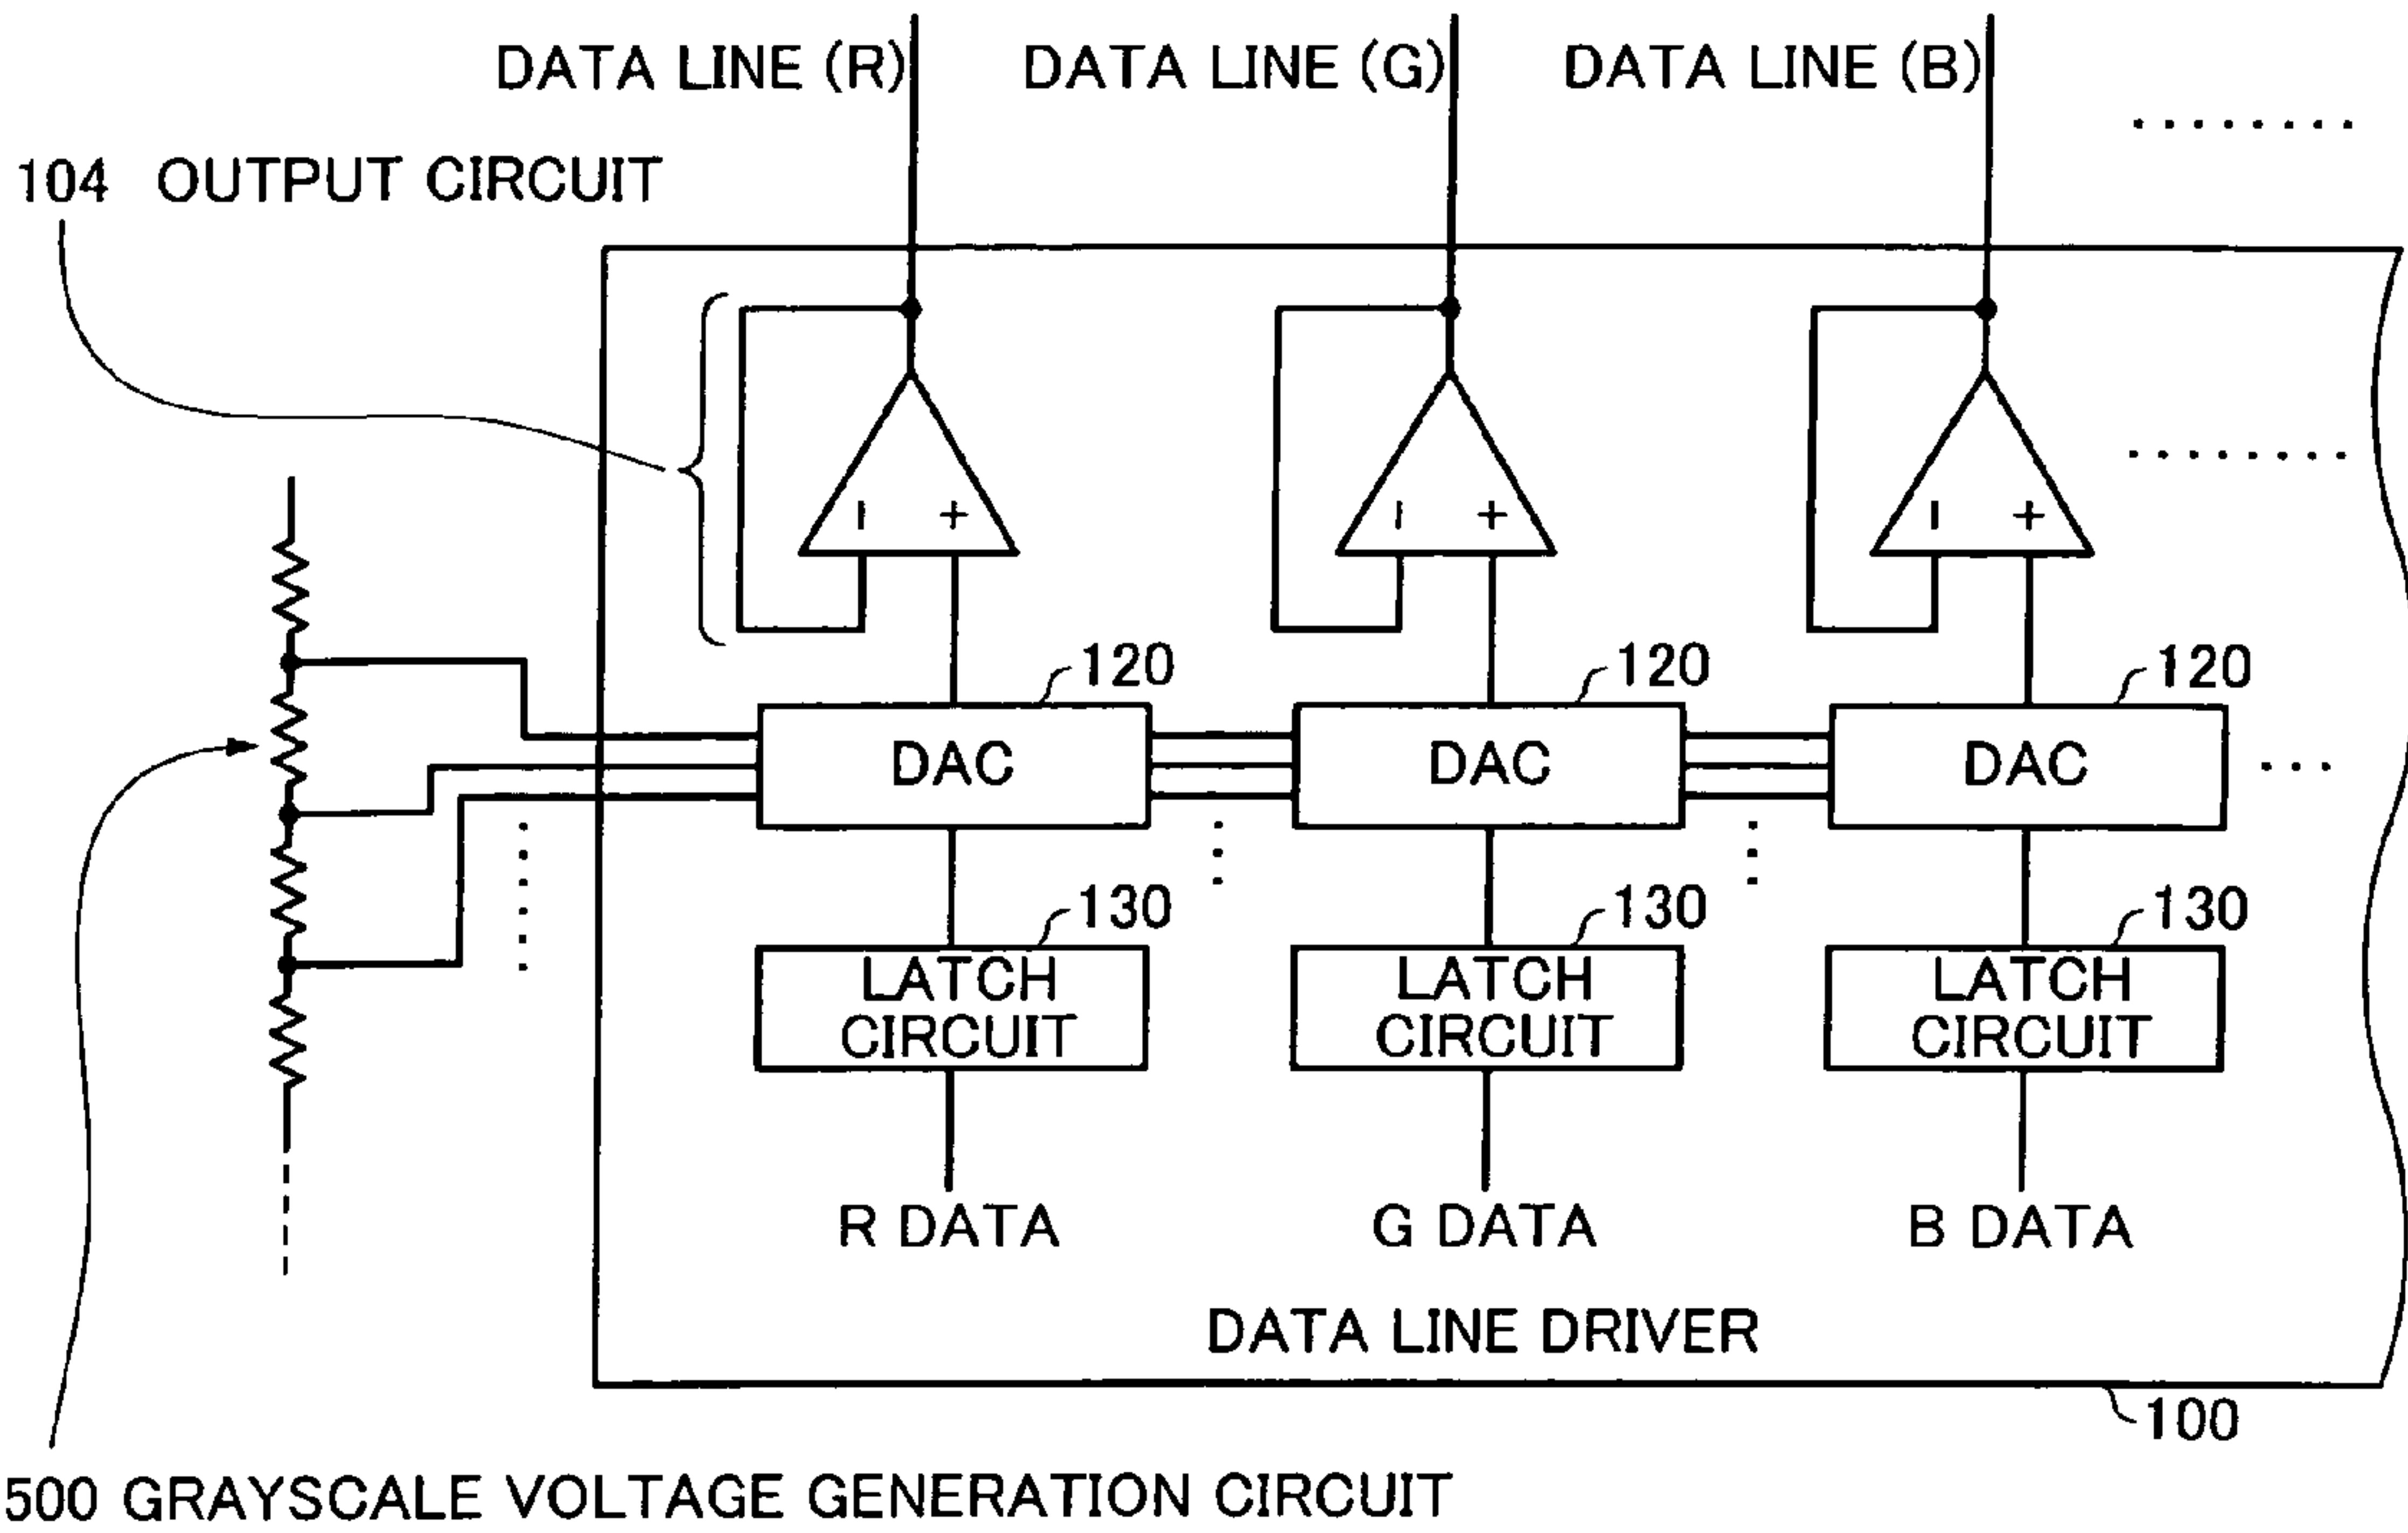 DATA LINE (R) DATA LINE (G) DATA LINE (B) ........
104 OUTPUT CIRCUIT
........
- + - + - +
120 120 120
DAC DAC DAC ...
130 130 130
LATCH CIRCUIT
LATCH CIRCUIT
LATCH CIRCUIT
R DATA G DATA B DATA
DATA LINE DRIVER
100
500 GRAYSCALE VOLTAGE GENERATION CIRCUIT